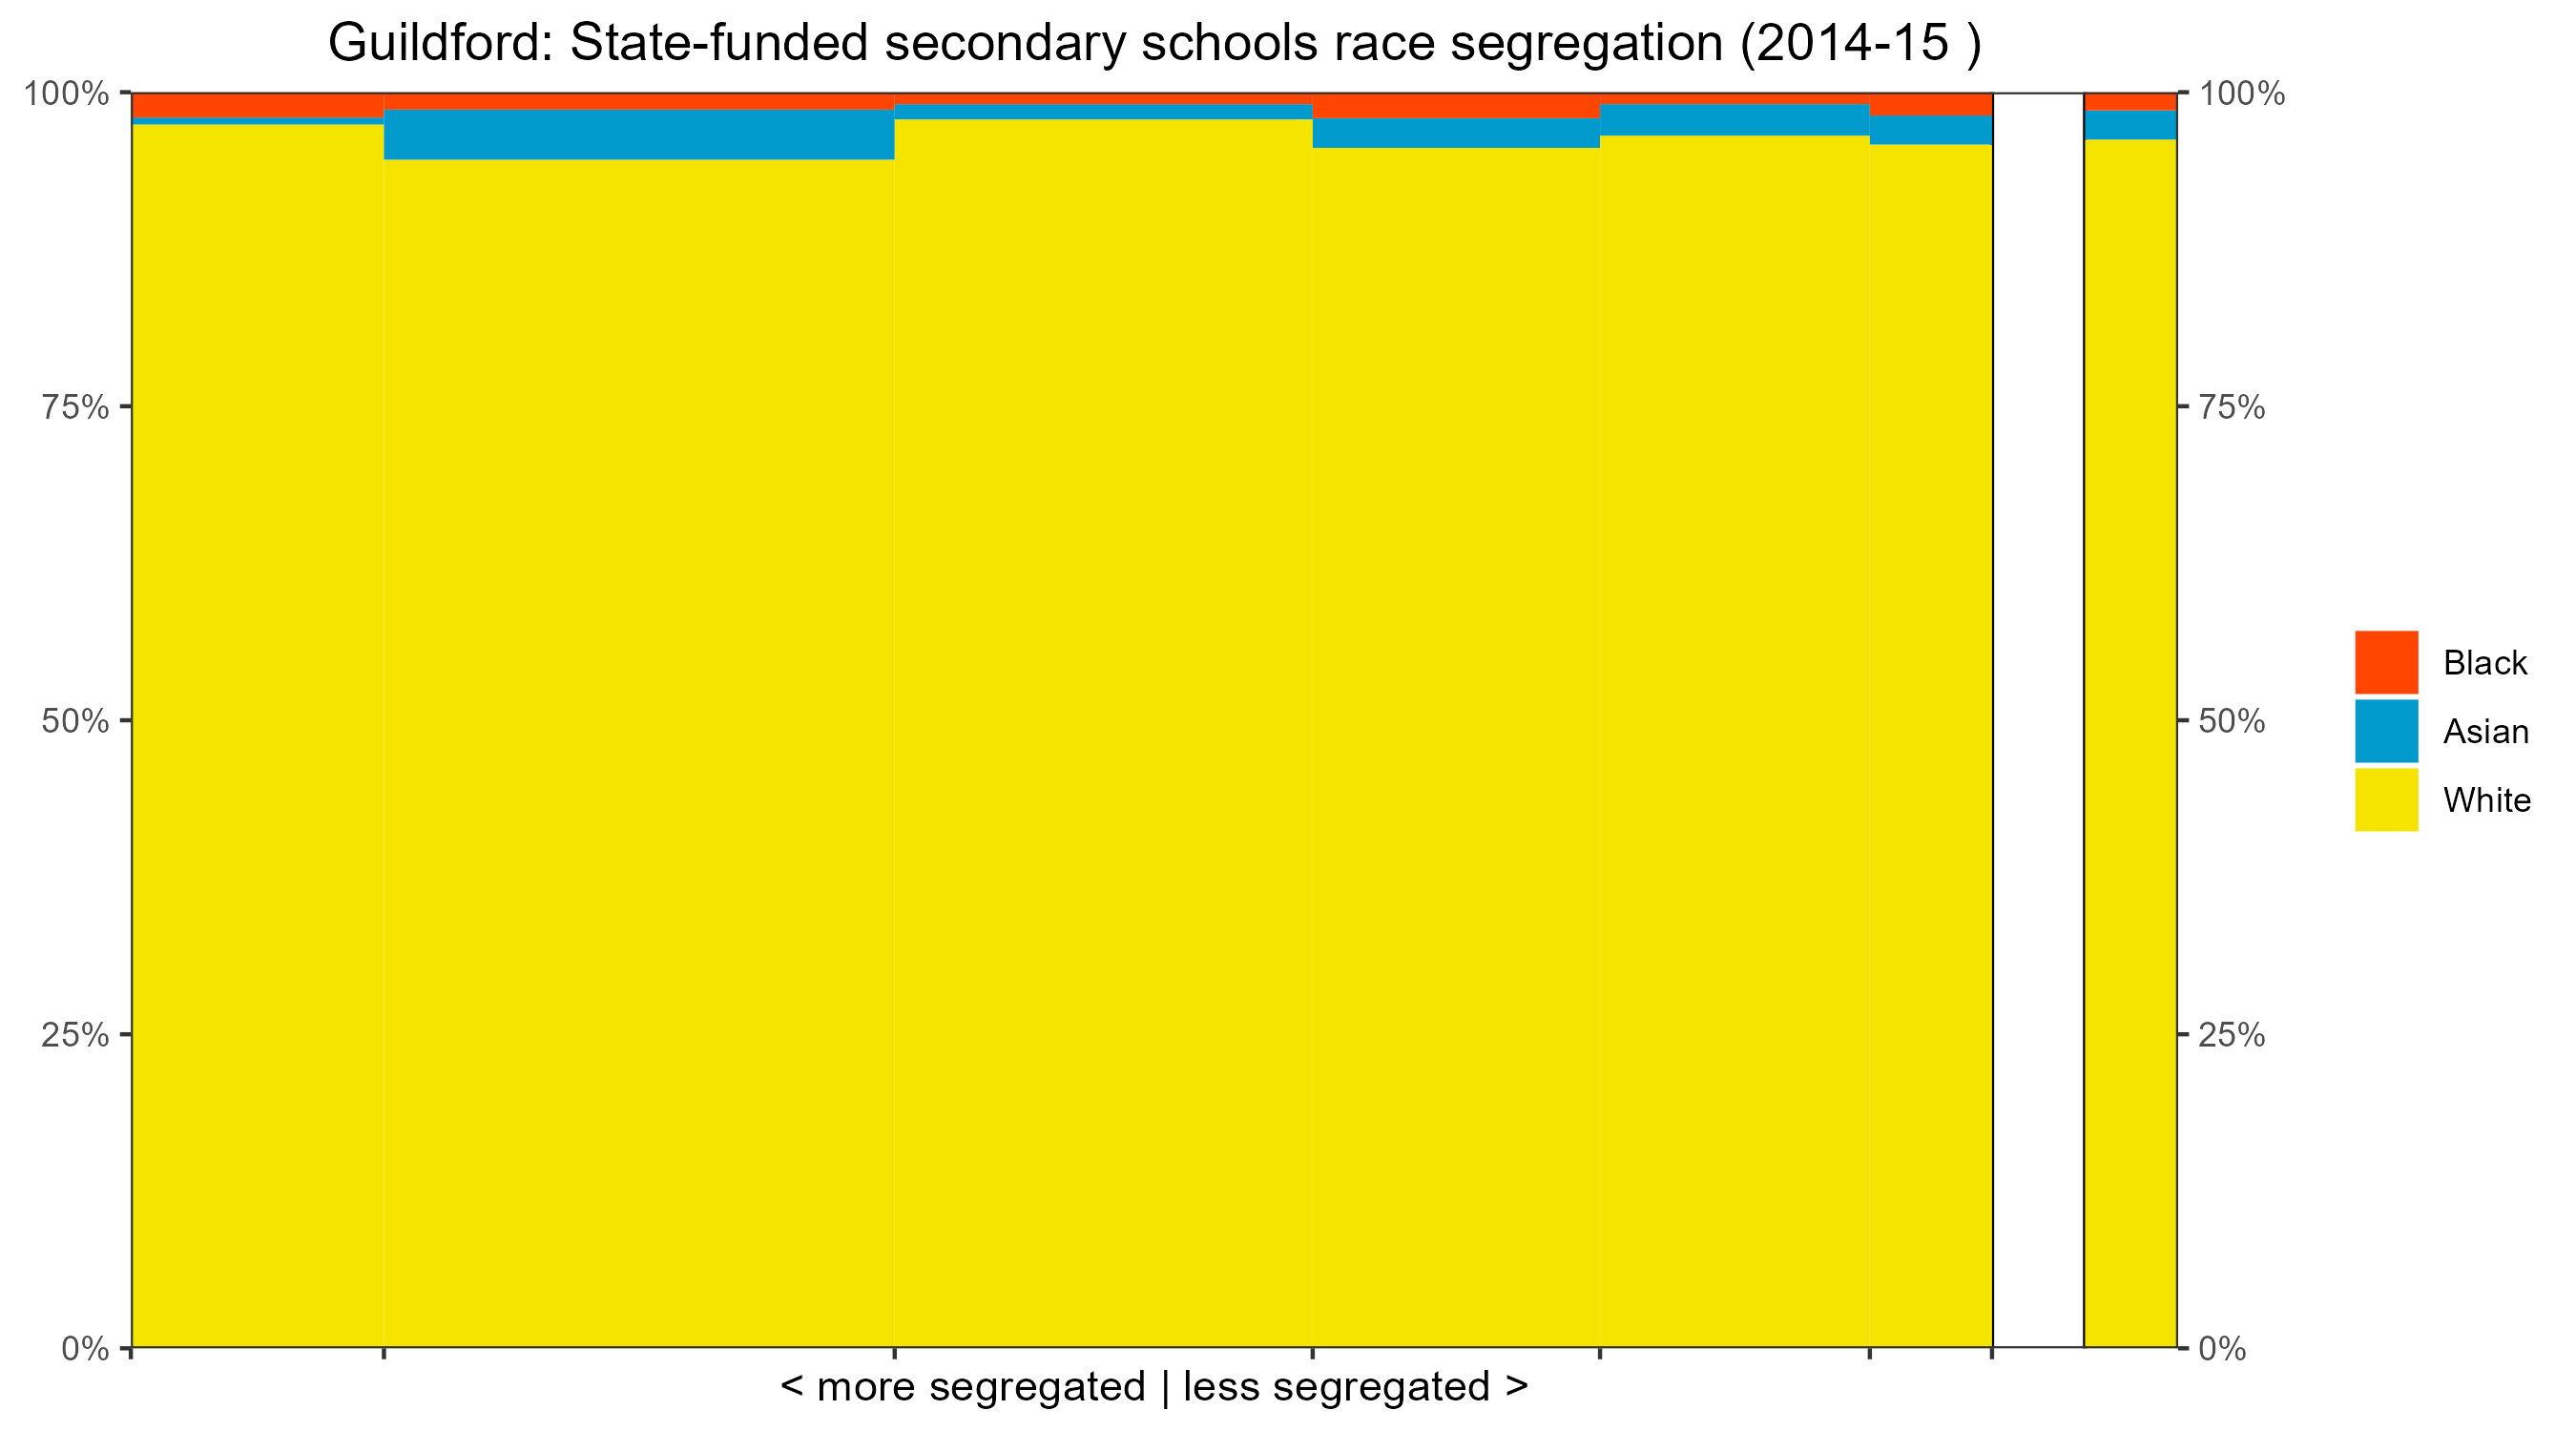 Guildford: State-funded secondary schools race segregation (2014-15 )
100%
75%
50%
25%
0%
100%
75%
50%
25%
0%
Black
Asian
White
< more segregated | less segregated >